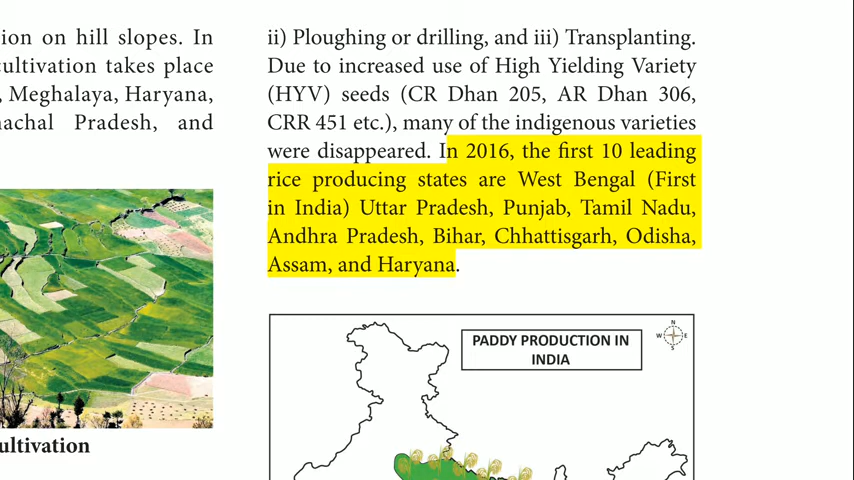 ion on hill slopes. In
cultivation takes place
, Meghalaya, Haryana,
achal Pradesh, and
ultivation
ii) Ploughing or drilling, and iii) Transplanting.
Due to increased use of High Yielding Variety
(HYV) seeds (CR Dhan 205, AR Dhan 306,
CRR 451 etc.), many of the indigenous varieties
were disappeared. In 2016, the first 10 leading
rice producing states are West Bengal (First
in India) Uttar Pradesh, Punjab, Tamil Nadu,
Andhra Pradesh, Bihar, Chhattisgarh, Odisha,
Assam, and Haryana.
PADDY PRODUCTION IN
INDIA
N
W E
S